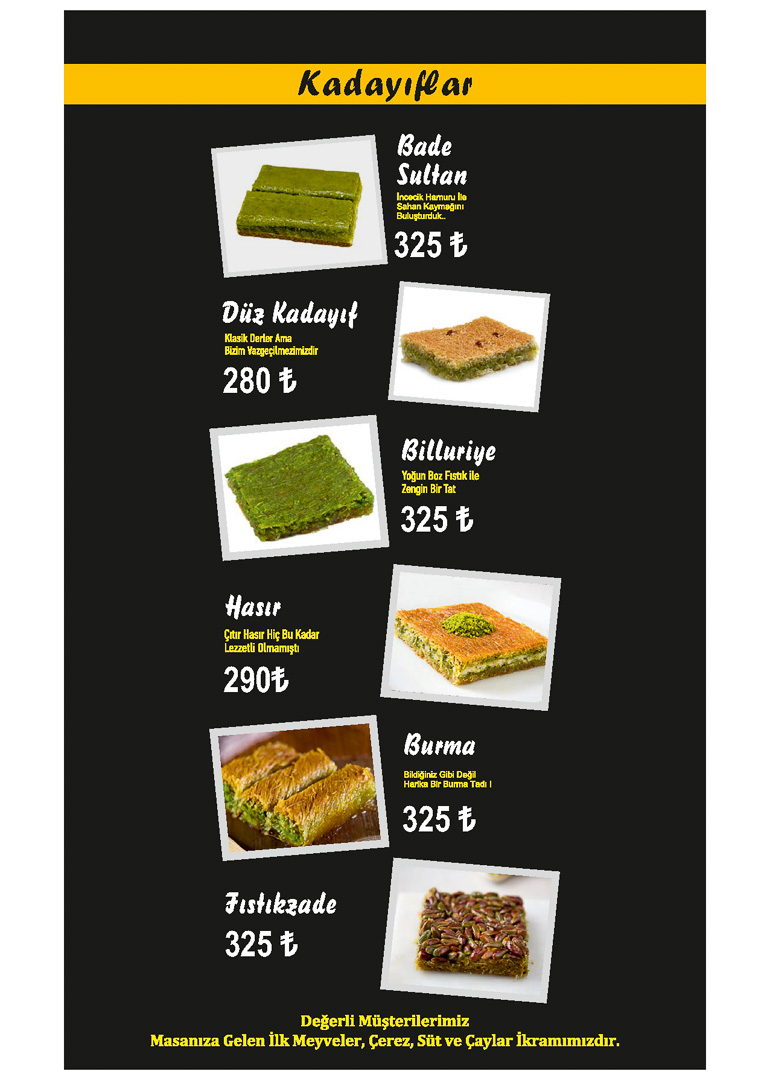 Kadayıflar
Bade
Sultan
İncecik Hamuru İle
Sahan Kaymağını
Buluşturduk..
325 ₺
Düz Kadayıf
Klasik Derler Ama
Bizim Vazgeçilmezimizdir
280 ₺
Billuriye
Yoğun Boz Fıstık ile
Zengin Bir Tat
325 ₺
Hasır
Çıtır Hasır Hiç Bu Kadar
Lezzetli Olmamıştı
290₺
Burma
Bildiğiniz Gibi Değil
Harika Bir Burma Tadı !
325 ₺
Fıstıkzade
325 ₺
Değerli Müşterilerimiz
Masanıza Gelen İlk Meyveler, Çerez, Süt ve Çaylar İkramımızdır.